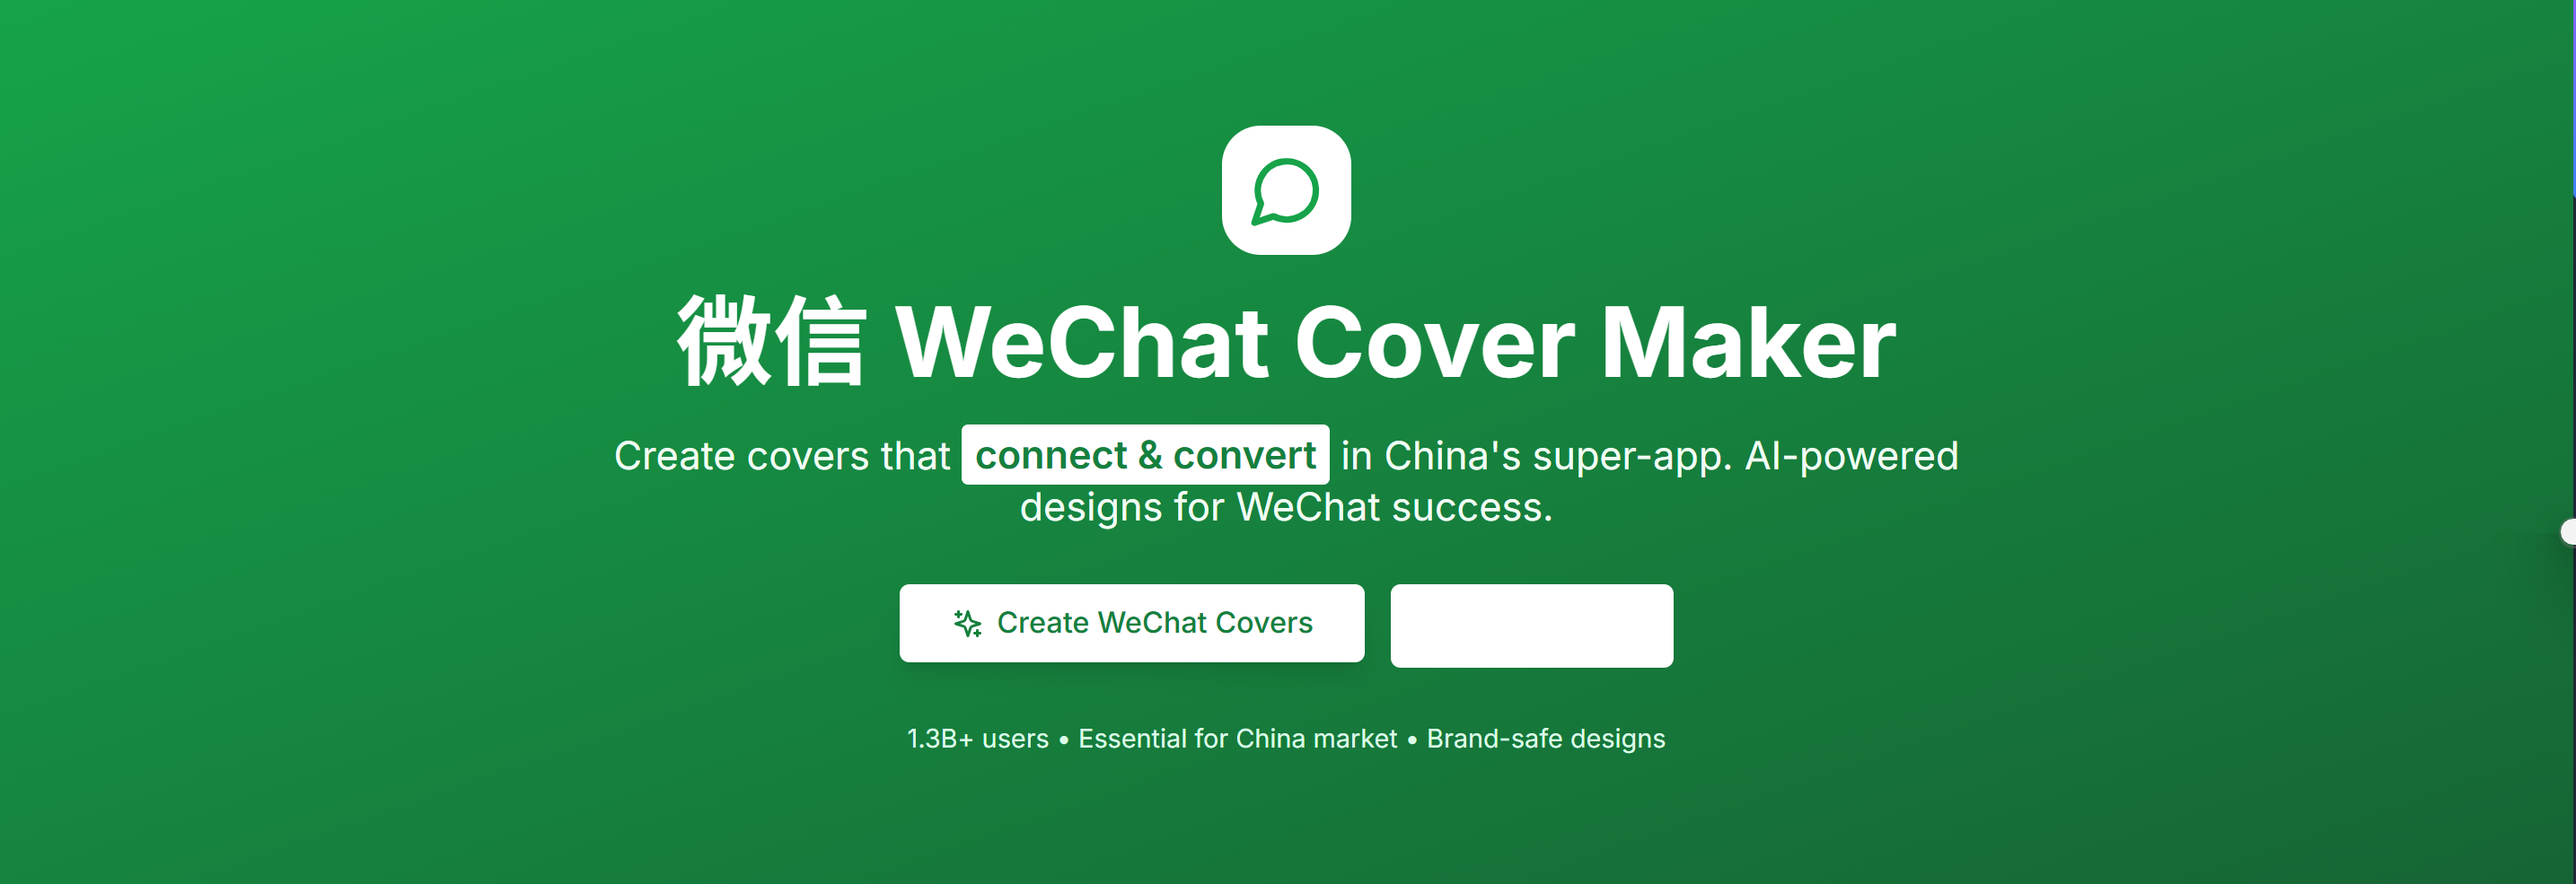 微信 WeChat Cover Maker
Create covers that connect & convert in China's super-app. AI-powered
designs for WeChat success.
Create WeChat Covers
1.3B+ users • Essential for China market • Brand-safe designs